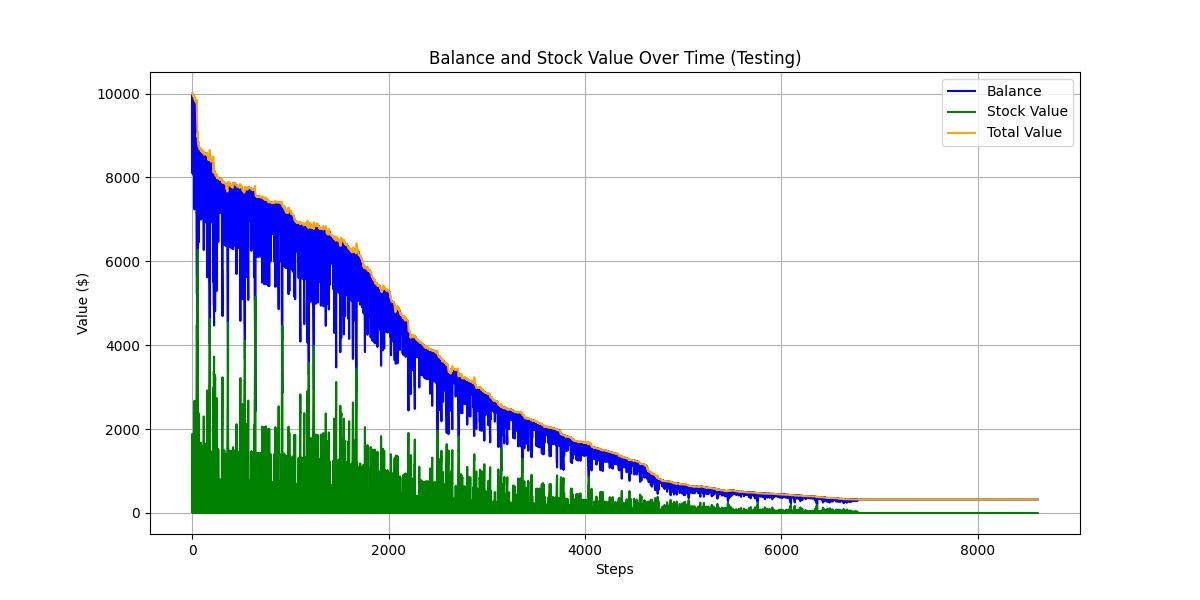 Balance and Stock Value Over Time (Testing)
Balance
Stock Value
Total Value
Value ($)
10000
8000
6000
4000
2000
0
0 2000 4000 6000 8000
Steps